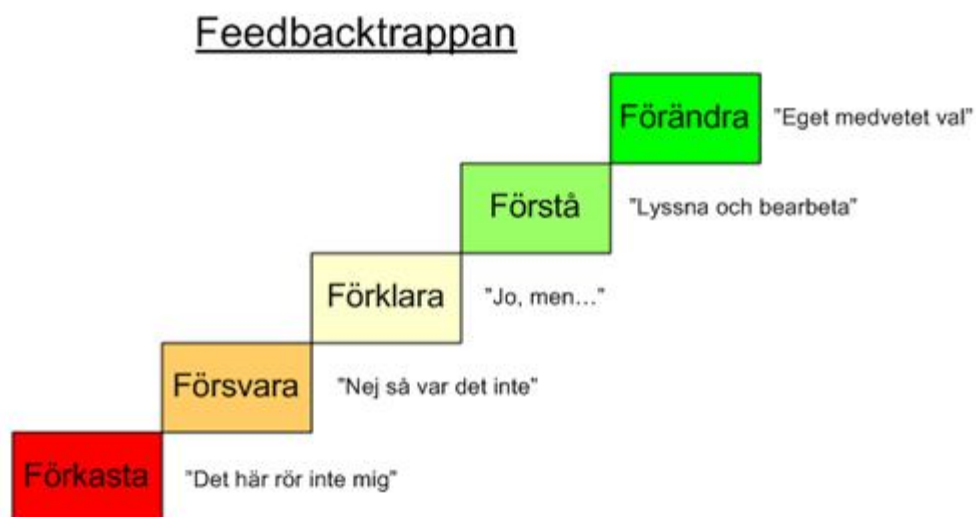 Feedbacktrappan
Förändra "Eget medvetet val"
Förstå "Lyssna och bearbeta"
Förklara "Jo, men…"
Försvara "Nej så var det inte"
Förkasta "Det här rör inte mig"